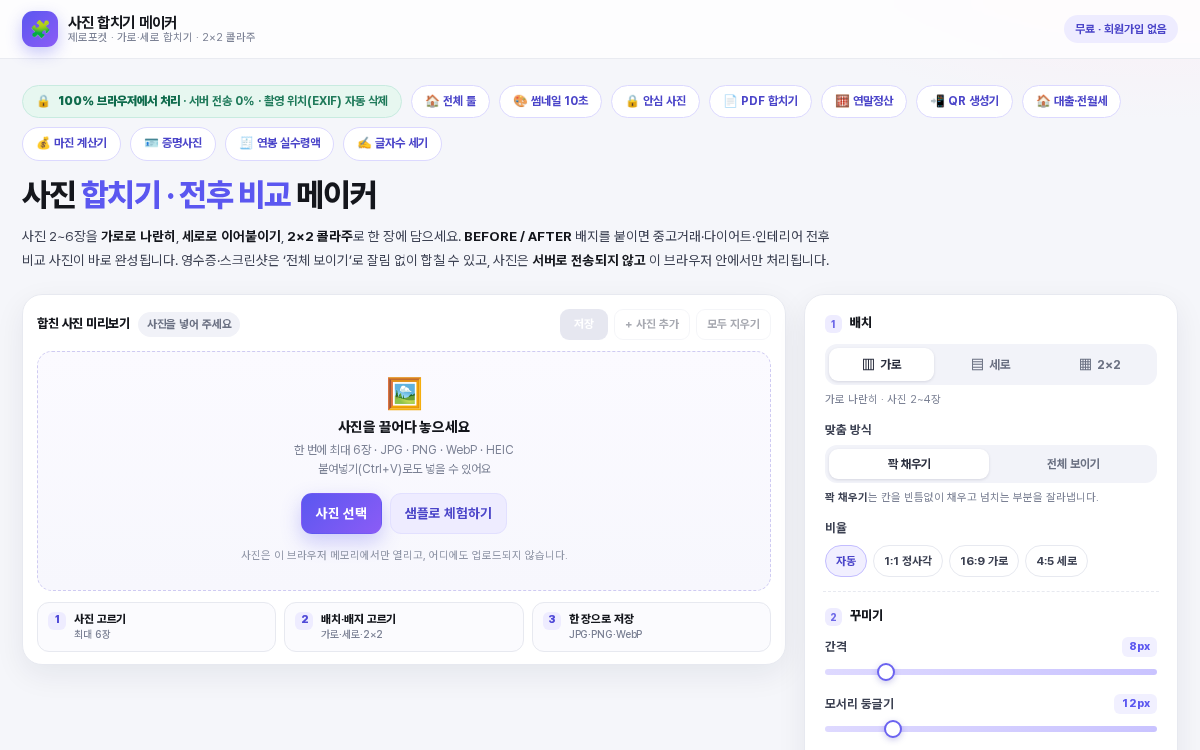 사진 합치기 메이커
제로포켓 · 가로·세로 합치기 · 2×2 콜라주
무료 · 회원가입 없음
100% 브라우저에서 처리 · 서버 전송 0% · 촬영 위치(EXIF) 자동 삭제
전체 툴
썸네일 10초
안심 사진
PDF 합치기
연말정산
QR 생성기
대출·전월세
마진 계산기
증명사진
연봉 실수령액
글자수 세기
사진 합치기 · 전후 비교 메이커
사진 2~6장을 가로로 나란히, 세로로 이어붙이기, 2×2 콜라주로 한 장에 담으세요. BEFORE / AFTER 배지를 붙이면 중고거래·다이어트·인테리어 전후
비교 사진이 바로 완성됩니다. 영수증·스크린샷은 ‘전체 보이기’로 잘림 없이 합칠 수 있고, 사진은 서버로 전송되지 않고 이 브라우저 안에서만 처리됩니다.
합친 사진 미리보기
사진을 넣어 주세요
저장
+ 사진 추가
모두 지우기
사진을 끌어다 놓으세요
한 번에 최대 6장 · JPG · PNG · WebP · HEIC
붙여넣기(Ctrl+V)로도 넣을 수 있어요
사진 선택
샘플로 체험하기
사진은 이 브라우저 메모리에서만 열리고, 어디에도 업로드되지 않습니다.
1 사진 고르기
최대 6장
2 배치·배지 고르기
가로·세로·2×2
3 한 장으로 저장
JPG·PNG·WebP
1 배치
가로
세로
2×2
가로 나란히 · 사진 2~4장
맞춤 방식
꽉 채우기
전체 보이기
꽉 채우기는 칸을 빈틈없이 채우고 넘치는 부분을 잘라냅니다.
비율
자동
1:1 정사각
16:9 가로
4:5 세로
2 꾸미기
간격
8px
모서리 둥글기
12px